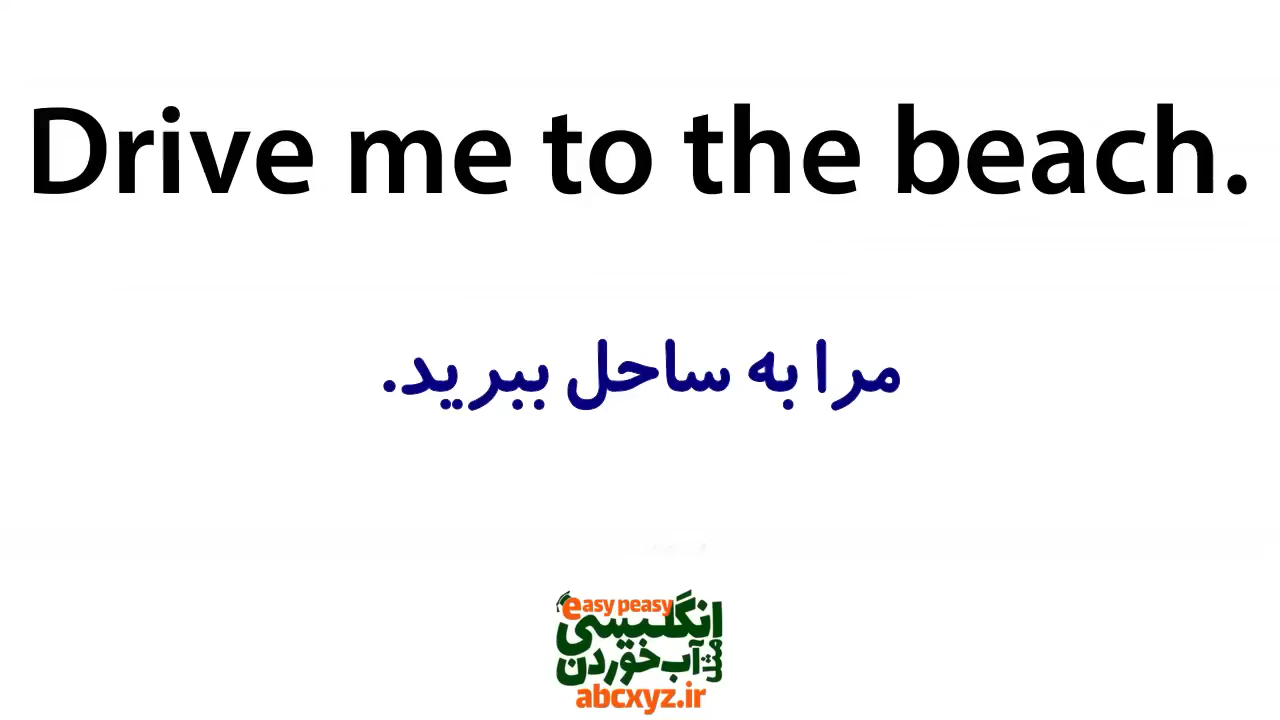 Drive me to the beach.
مرا به ساحل ببرید.
easy peasy
انگلیسی
مثل آب خوردن
abcxyz.ir